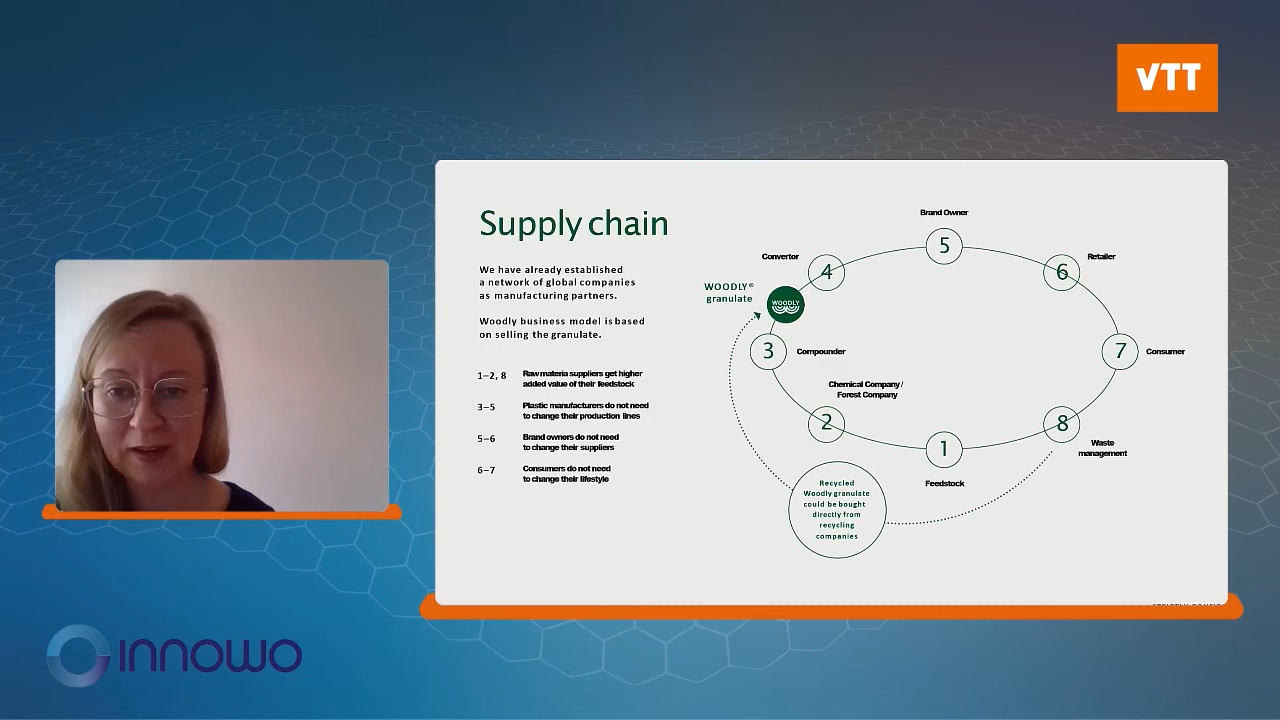 VTT
Supply chain
We have already established
a network of global companies
as manufacturing partners.
Woodly business model is based
on selling the granulate.
1–2, 8
Raw materia suppliers get higher
added value of their feedstock
3–5
Plastic manufacturers do not need
to change their production lines
5–6
Brand owners do not need
to change their suppliers
6–7
Consumers do not need
to change their lifestyle
Brand Owner
5
Convertor
4
6
Retailer
WOODLY®
granulate
WOODLY
3
Compounder
7
Consumer
Chemical Company /
Forest Company
2
8
Waste
management
1
Feedstock
Recycled
Woodly granulate
could be bought
directly from
recycling
companies
INNOWO